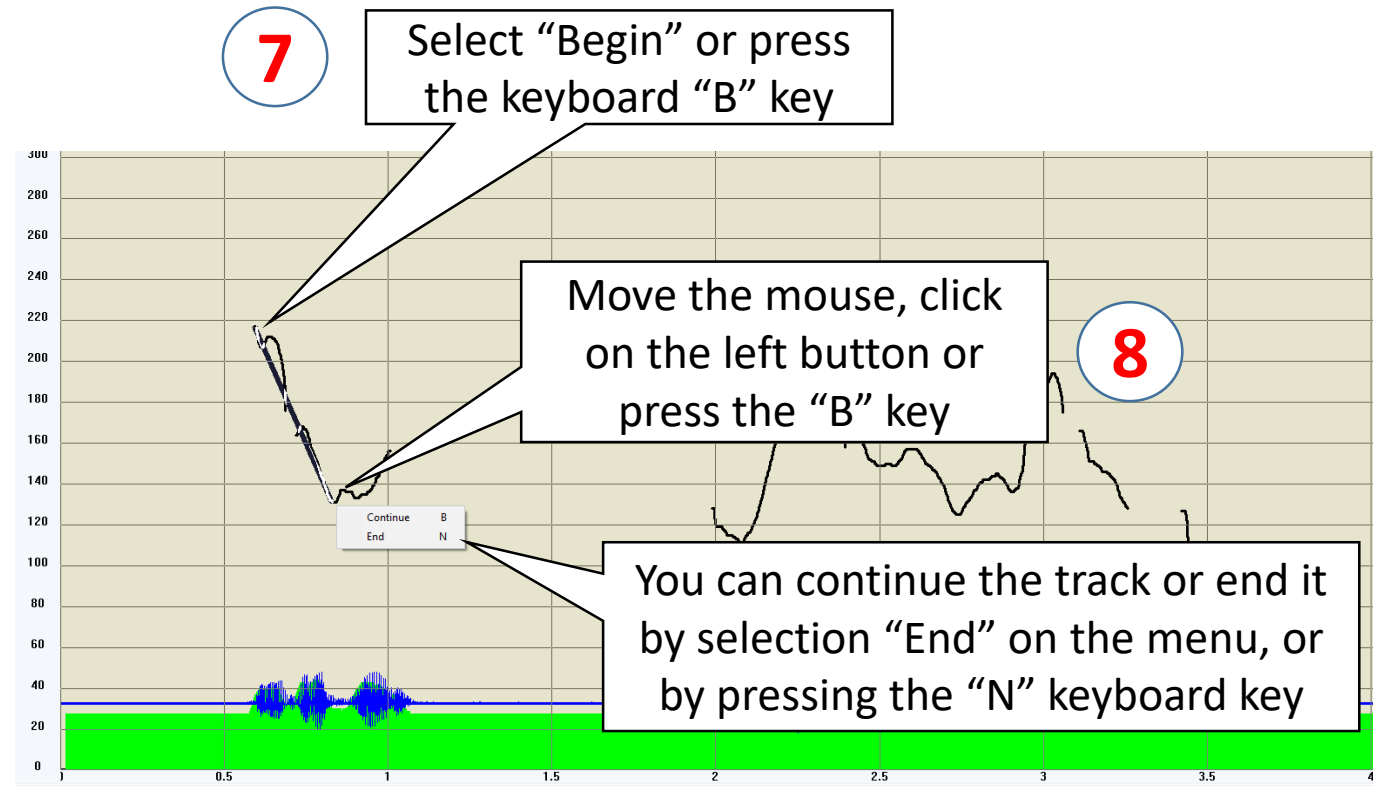 7
Select “Begin” or press
the keyboard “B” key
300
280
260
240
220
200
180
160
140
120
100
80
60
40
20
0
Move the mouse, click
on the left button or
press the “B” key
8
Continue B
End N
You can continue the track or end it
by selection “End” on the menu, or
by pressing the “N” keyboard key
0.5 1 1.5 2 2.5 3 3.5 4